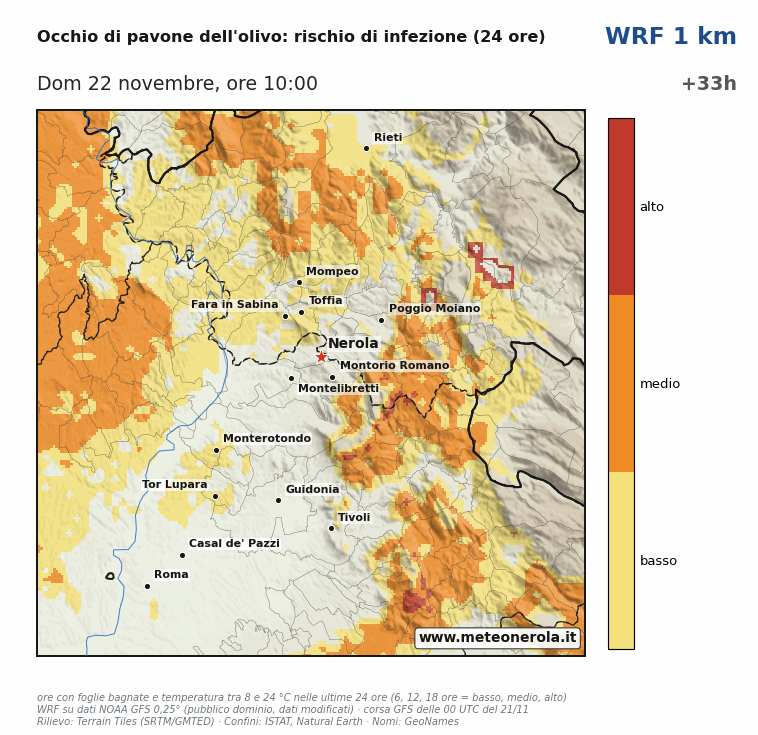 Occhio di pavone dell'olivo: rischio di infezione (24 ore)
WRF 1 km
Dom 22 novembre, ore 10:00
+33h
Rieti
alto
Mompeo
Fara in Sabina
Toffia
Poggio Moiano
Nerola
Montorio Romano
Montelibretti
medio
Monterotondo
Tor Lupara
Guidonia
Tivoli
Casal de' Pazzi
basso
Roma
www.meteonerola.it
ore con foglie bagnate e temperatura tra 8 e 24 °C nelle ultime 24 ore (6, 12, 18 ore = basso, medio, alto)
WRF su dati NOAA GFS 0,25° (pubblico dominio, dati modificati) · corsa GFS delle 00 UTC del 21/11
Rilievo: Terrain Tiles (SRTM/GMTED) · Confini: ISTAT, Natural Earth · Nomi: GeoNames